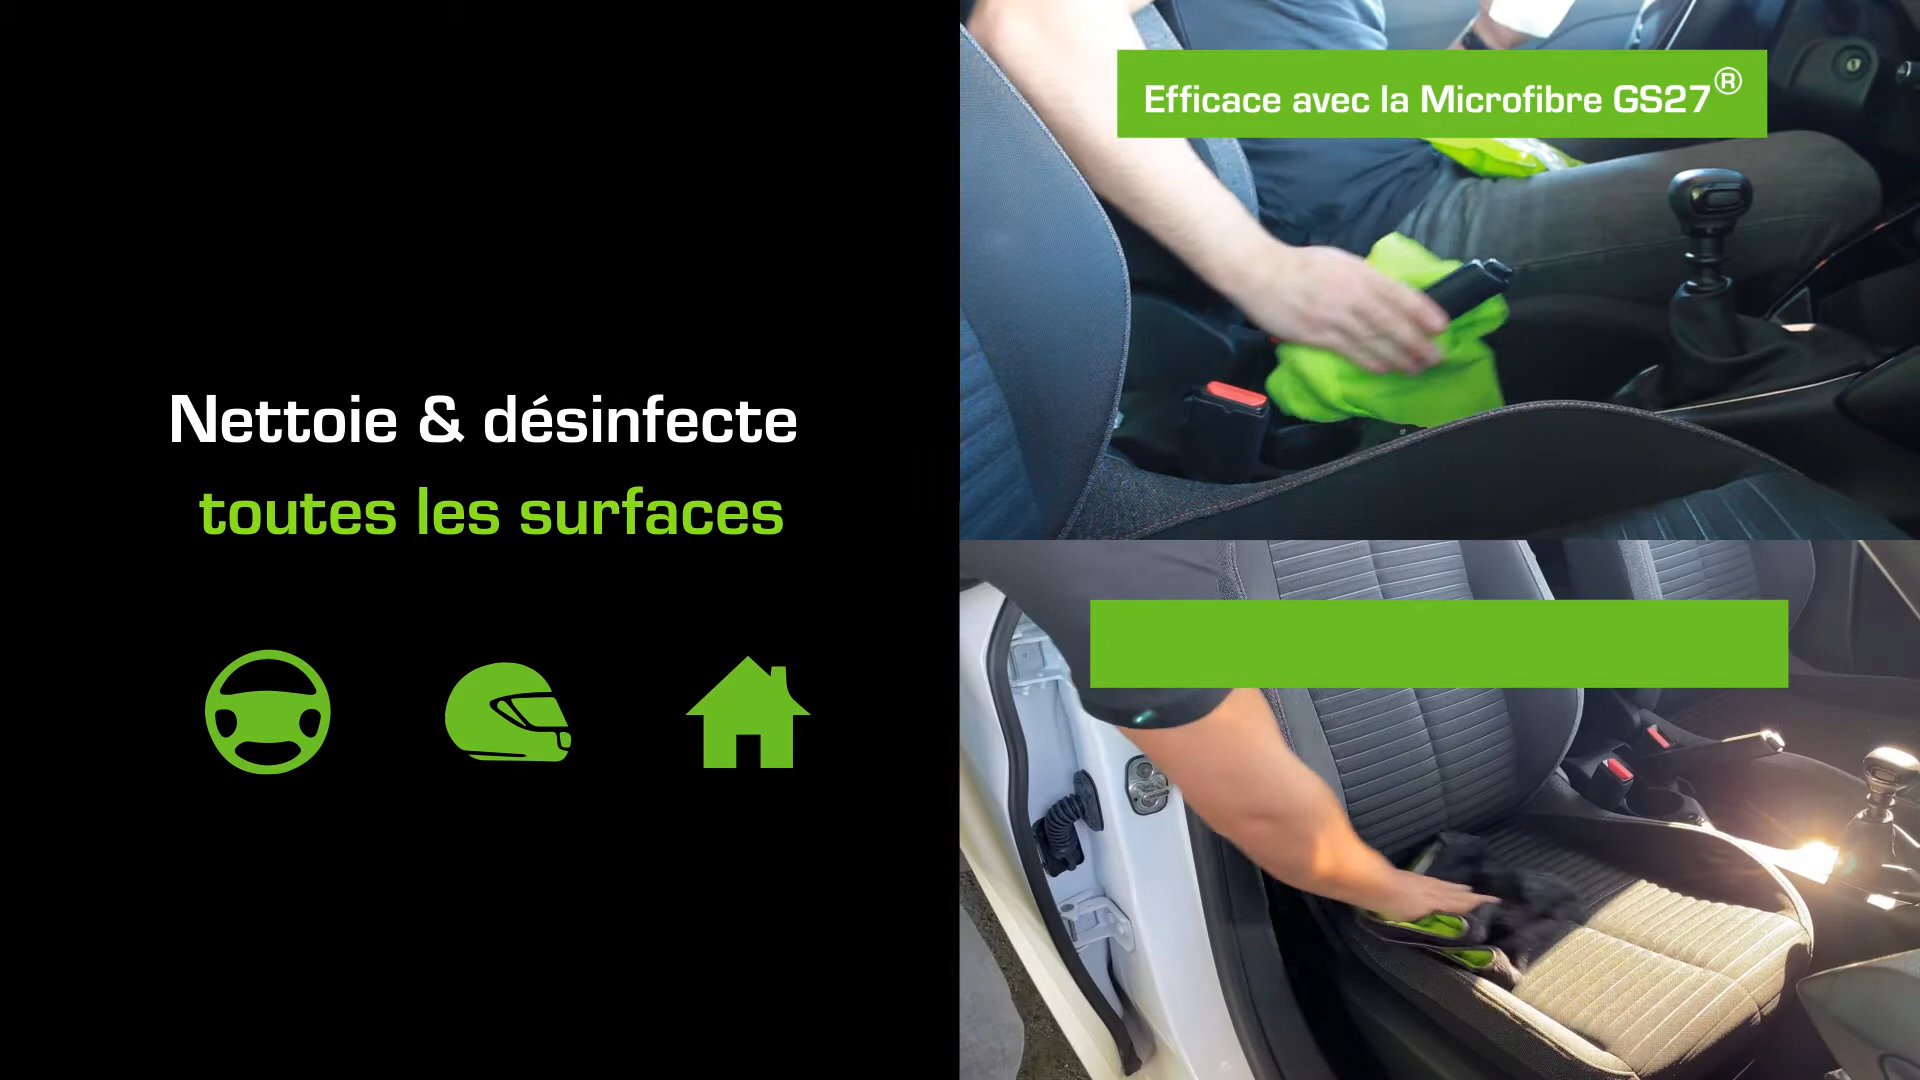 Nettoie & désinfecte
toutes les surfaces
Efficace avec la Microfibre GS27®